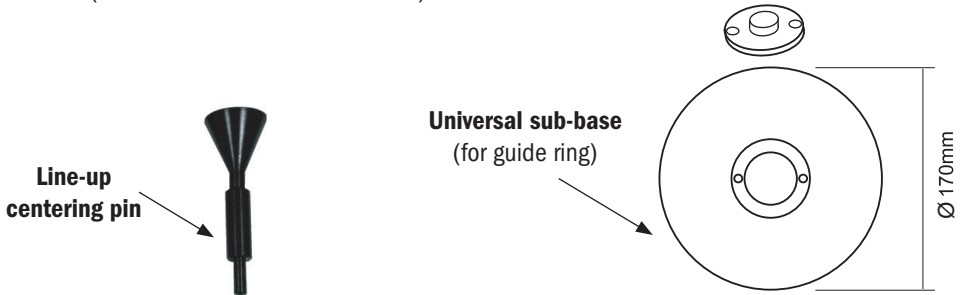 Universal sub-base
(for guide ring)
Line-up
centering pin
Ø 170mm